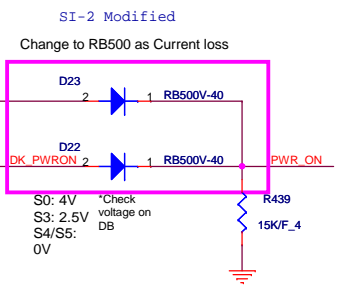 SI-2 Modified
Change to RB500 as Current loss
D23
2 1 RB500V-40
D22
DK_PWRON 2 1 RB500V-40 PWR_ON
S0: 4V
S3: 2.5V
S4/S5:
0V
*Check
voltage on
DB
R439
15K/F_4